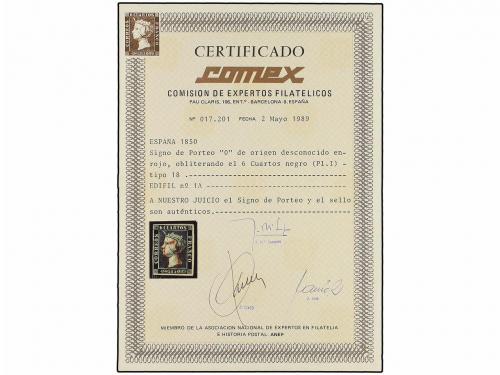 CERTIFICADO
comex
COMISION DE EXPERTOS FILATELICOS
PAU CLARIS, 106, ENT.º - BARCELONA-9. ESPAÑA
Nº 017.201 FECHA 2 Mayo 1989
ESPAÑA 1850
Signo de Porteo "0" de origen desconocido en
rojo, obliterando el 6 Cuartos negro (Pl.I) -
tipo 18
EDIFIL nº 1A
A NUESTRO JUICIO el Signo de Porteo y el sello
son auténticos.
CORREOS 6 CUARTOS FRANCO
MIEMBRO DE LA ASOCIACION NACIONAL DE EXPERTOS EN FILATELIA
E HISTORIA POSTAL. ANEF